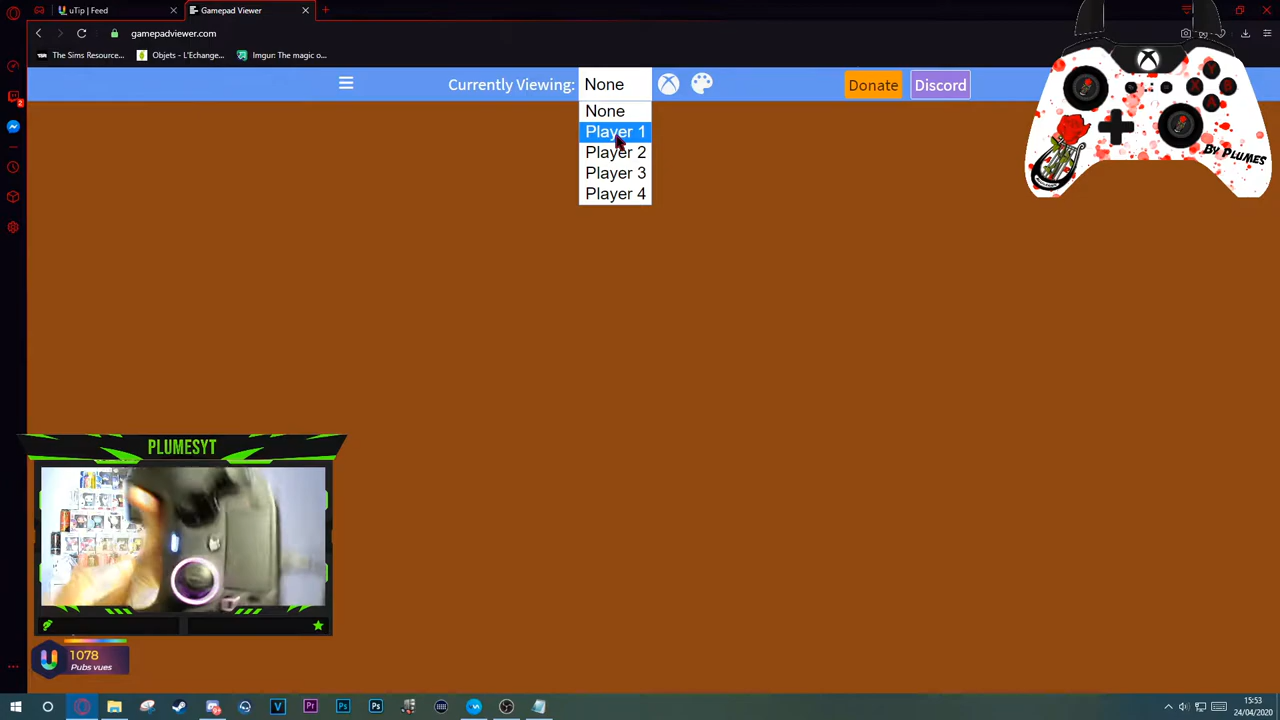 uTip | Feed
Gamepad Viewer
gamepadviewer.com
The Sims Resource...
Objets - L'Echange...
Imgur: The magic o...
Currently Viewing: None
Donate
Discord
None
Player 1
Player 2
Player 3
Player 4
Y
X
B
A
By Plumes
PLUMESYT
1078
Pubs vues
15:53
24/04/2020